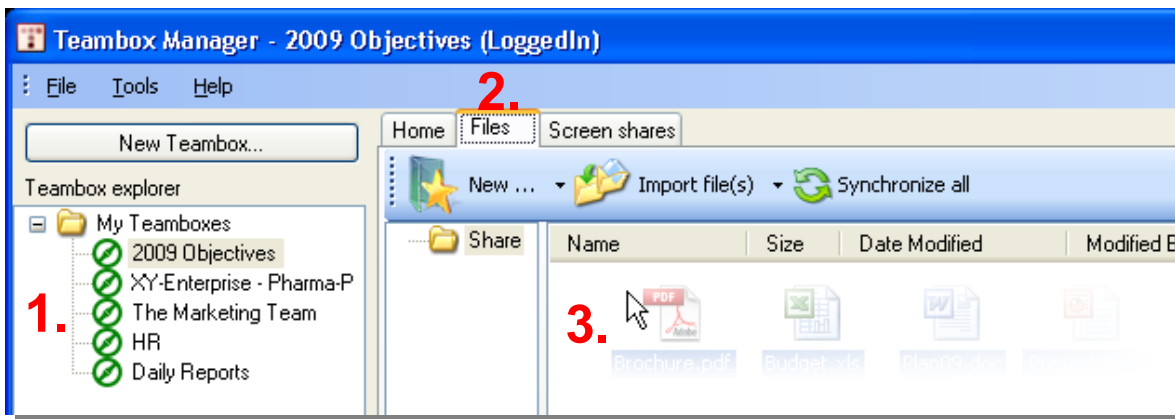 Teambox Manager - 2009 Objectives (LoggedIn)
File Tools Help
2.
New Teambox...
Home Files Screen shares
New ... Import file(s) Synchronize all
Teambox explorer
My Teamboxes
2009 Objectives
XY-Enterprise - Pharma-P
The Marketing Team
HR
Daily Reports
1.
Share
Name Size Date Modified Modified B
3.
PDF
Adobe
Brochure.pdf Budget.xls Plan09.doc